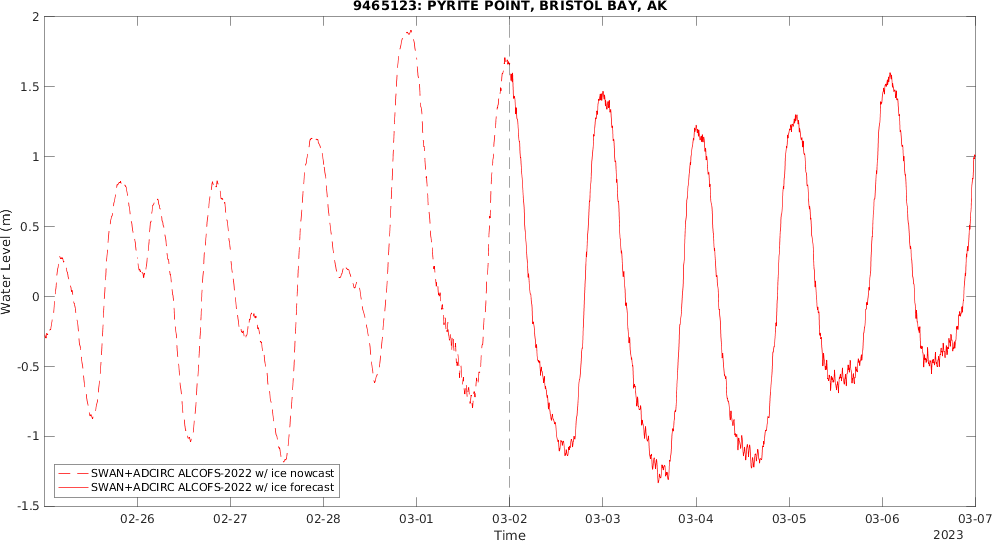 9465123: PYRITE POINT, BRISTOL BAY, AK
2
1.5
1
0.5
0
-0.5
-1
-1.5
Water Level (m)
SWAN+ADCIRC ALCOFS-2022 w/ ice nowcast
SWAN+ADCIRC ALCOFS-2022 w/ ice forecast
02-26 02-27 02-28 03-01 03-02 03-03 03-04 03-05 03-06 03-07
Time
2023